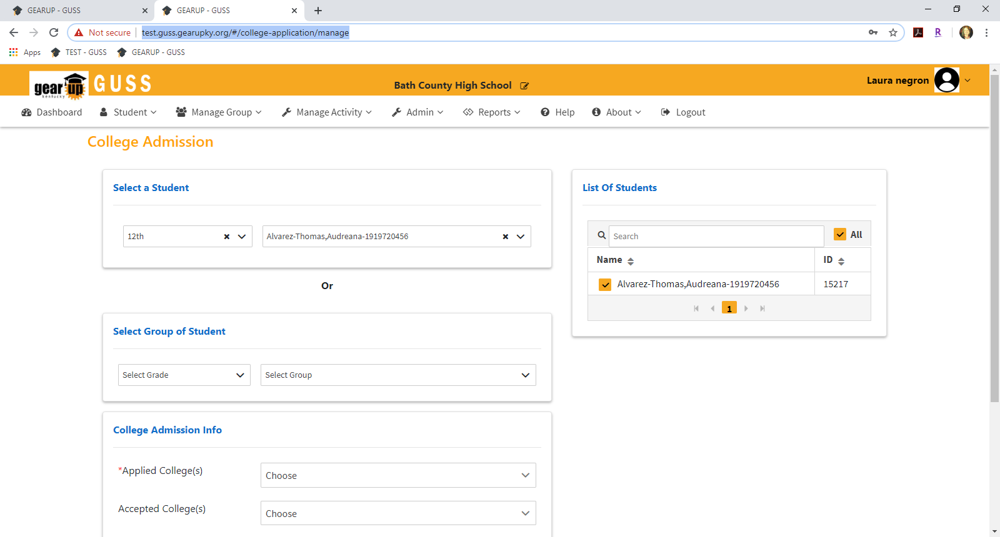 GEARUP - GUSS
GEARUP - GUSS
Not secure
test.guss.gearupky.org/#/college-application/manage
Apps
TEST - GUSS
GEARUP - GUSS
gear up
kentucky
GUSS
Bath County High School
Laura negron
Dashboard
Student
Manage Group
Manage Activity
Admin
Reports
Help
About
Logout
College Admission
Select a Student
12th
Alvarez-Thomas,Audreana-1919720456
Or
Select Group of Student
Select Grade
Select Group
College Admission Info
*Applied College(s)
Choose
Accepted College(s)
Choose
List Of Students
Search
All
Name
ID
Alvarez-Thomas,Audreana-1919720456
15217
1